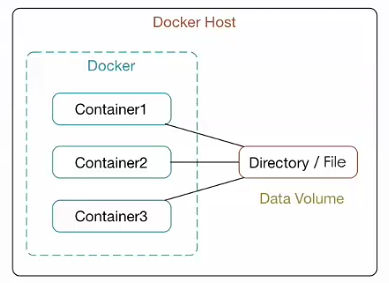 Docker Host
Docker
Container1
Container2
Directory / File
Data Volume
Container3